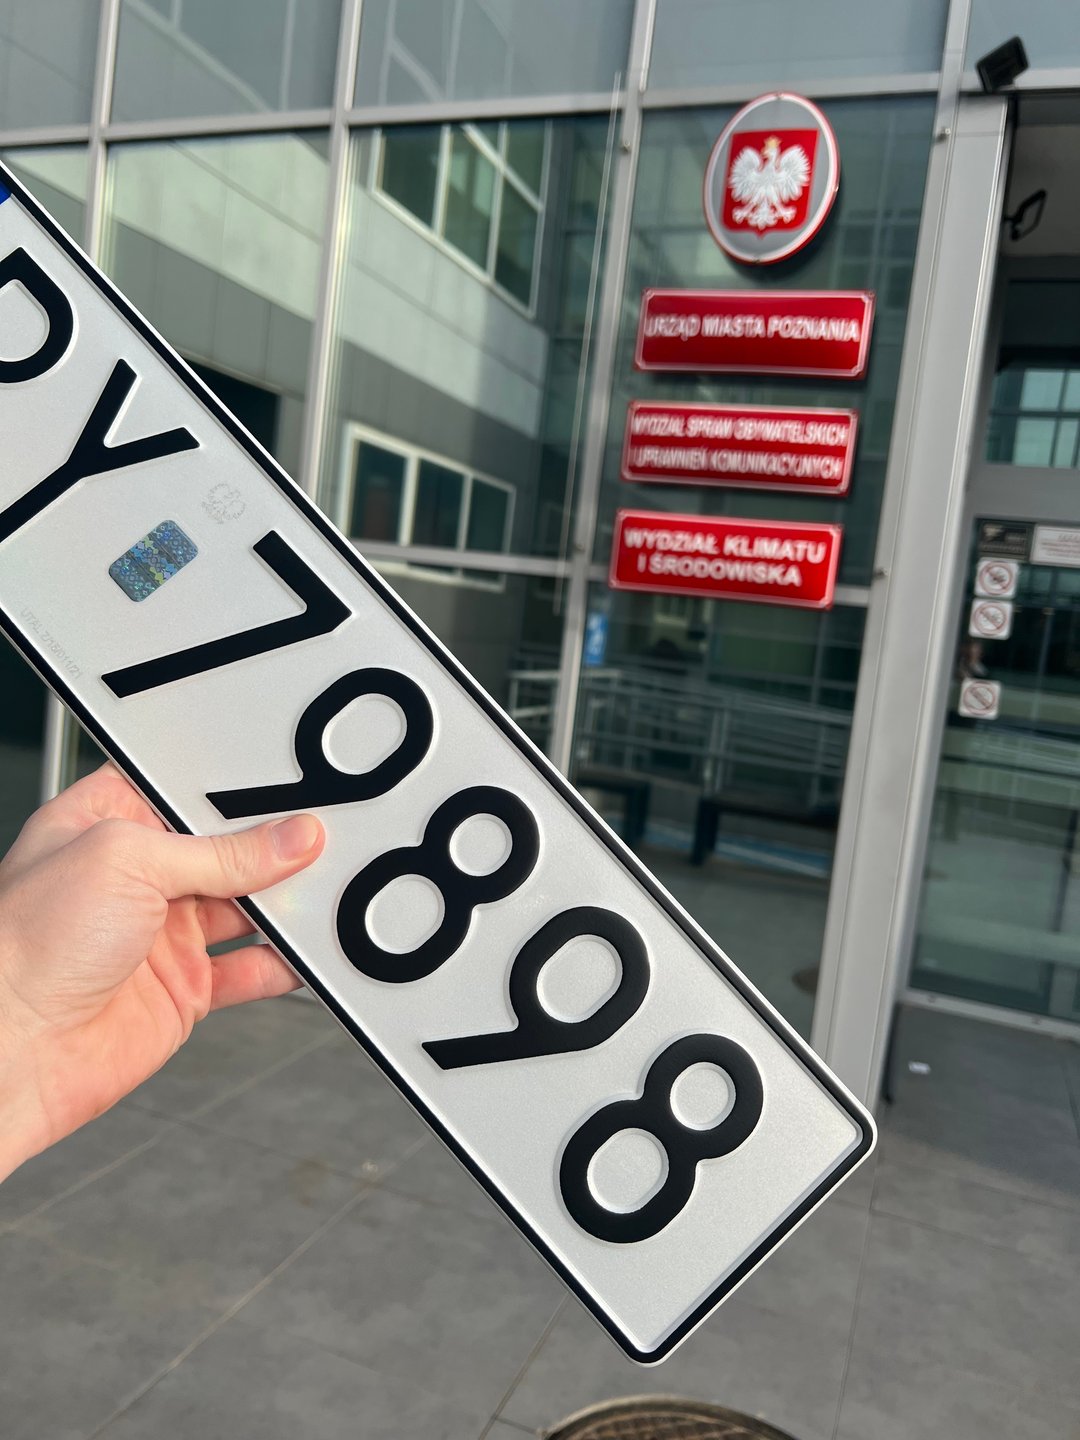 PY 79898
URZĄD MIASTA POZNANIA
WYDZIAŁ SPRAW OBYWATELSKICH
I UPRAWNIEŃ KOMUNIKACYJNYCH
WYDZIAŁ KLIMATU
I ŚRODOWISKA